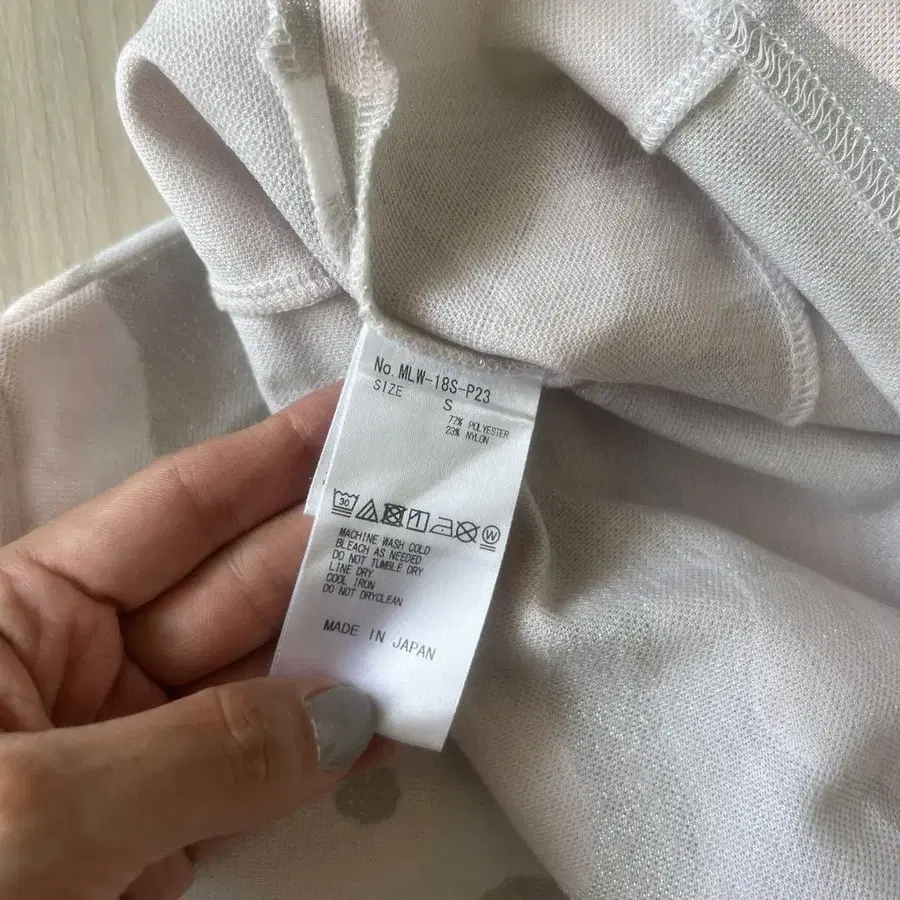 No. MLW-18S-P23
SIZE S
77% POLYESTER
23% NYLON
30 W
MACHINE WASH COLD
BLEACH AS NEEDED
DO NOT TUMBLE DRY
LINE DRY
COOL IRON
DO NOT DRYCLEAN
MADE IN JAPAN